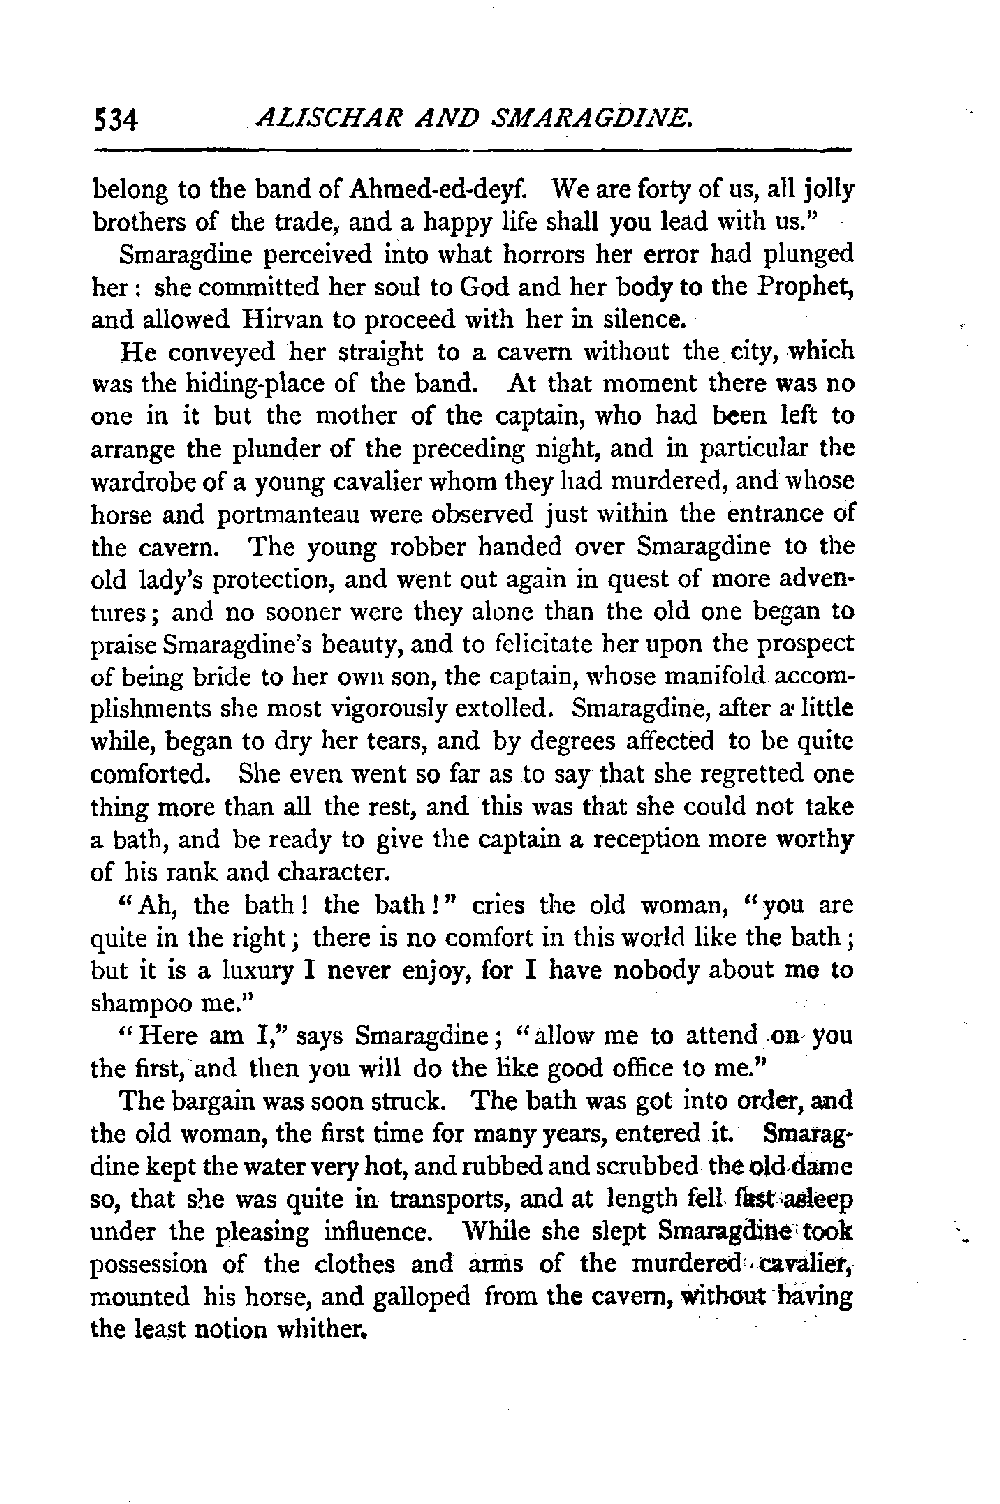 534 ALISCHAR AND SMARAGDINE.
belong to the band of Ahmed-ed-deyf. We are forty of us, all jolly
brothers of the trade, and a happy life shall you lead with us."
Smaragdine perceived into what horrors her error had plunged
her : she committed her soul to God and her body to the Prophet,
and allowed Hirvan to proceed with her in silence.
He conveyed her straight to a cavern without the city, which
was the hiding-place of the band. At that moment there was no
one in it but the mother of the captain, who had been left to
arrange the plunder of the preceding night, and in particular the
wardrobe of a young cavalier whom they had murdered, and whose
horse and portmanteau were observed just within the entrance of
the cavern. The young robber handed over Smaragdine to the
old lady's protection, and went out again in quest of more adven-
tures ; and no sooner were they alone than the old one began to
praise Smaragdine's beauty, and to felicitate her upon the prospect
of being bride to her own son, the captain, whose manifold accom-
plishments she most vigorously extolled. Smaragdine, after a little
while, began to dry her tears, and by degrees affected to be quite
comforted. She even went so far as to say that she regretted one
thing more than all the rest, and this was that she could not take
a bath, and be ready to give the captain a reception more worthy
of his rank and character.
"Ah, the bath ! the bath !" cries the old woman, "you are
quite in the right ; there is no comfort in this world like the bath ;
but it is a luxury I never enjoy, for I have nobody about me to
shampoo me."
"Here am I," says Smaragdine ; "allow me to attend on you
the first, and then you will do the like good office to me."
The bargain was soon struck. The bath was got into order, and
the old woman, the first time for many years, entered it. Smarag-
dine kept the water very hot, and rubbed and scrubbed the old dame
so, that she was quite in transports, and at length fell fast asleep
under the pleasing influence. While she slept Smaragdine took
possession of the clothes and arms of the murdered cavalier,
mounted his horse, and galloped from the cavern, without having
the least notion whither.